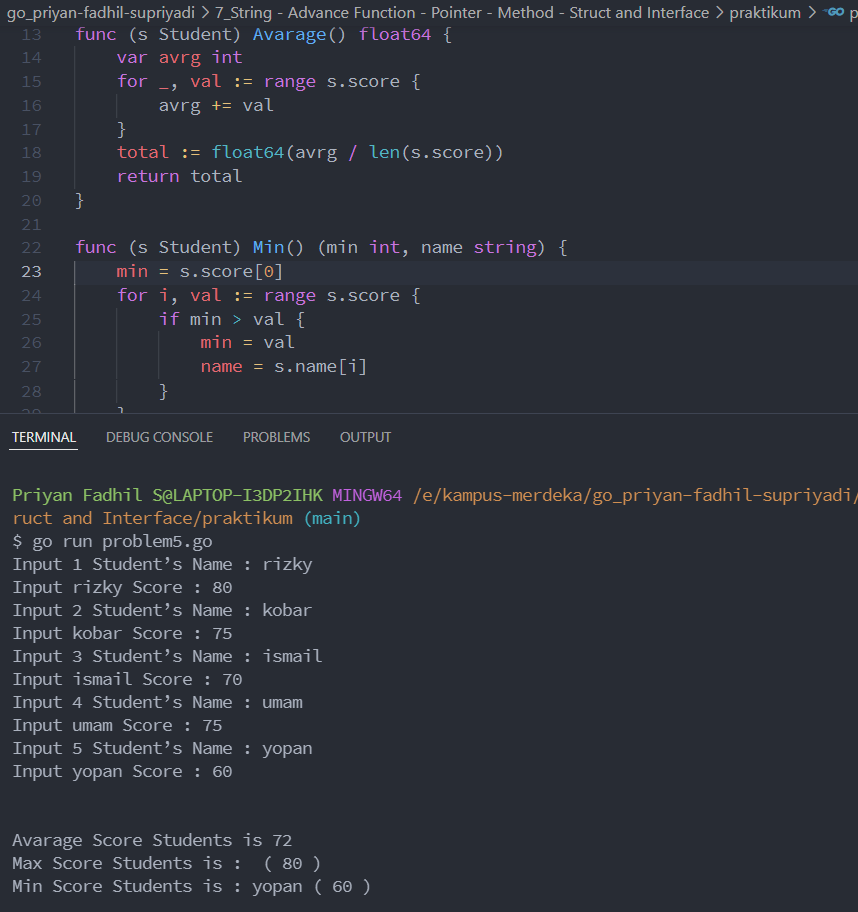 go_priyan-fadhil-supriyadi > 7_String - Advance Function - Pointer - Method - Struct and Interface > praktikum > GO p
13 func (s Student) Avarage() float64 {
14 var avrg int
15 for _, val := range s.score {
16 avrg += val
17 }
18 total := float64(avrg / len(s.score))
19 return total
20 }
21
22 func (s Student) Min() (min int, name string) {
23 min = s.score[0]
24 for i, val := range s.score {
25 if min > val {
26 min = val
27 name = s.name[i]
28 }
29 }
TERMINAL DEBUG CONSOLE PROBLEMS OUTPUT
Priyan Fadhil S@LAPTOP-I3DP2IHK MINGW64 /e/kampus-merdeka/go_priyan-fadhil-supriyadi/
ruct and Interface/praktikum (main)
$ go run problem5.go
Input 1 Student’s Name : rizky
Input rizky Score : 80
Input 2 Student’s Name : kobar
Input kobar Score : 75
Input 3 Student’s Name : ismail
Input ismail Score : 70
Input 4 Student’s Name : umam
Input umam Score : 75
Input 5 Student’s Name : yopan
Input yopan Score : 60
Avarage Score Students is 72
Max Score Students is :  ( 80 )
Min Score Students is : yopan ( 60 )